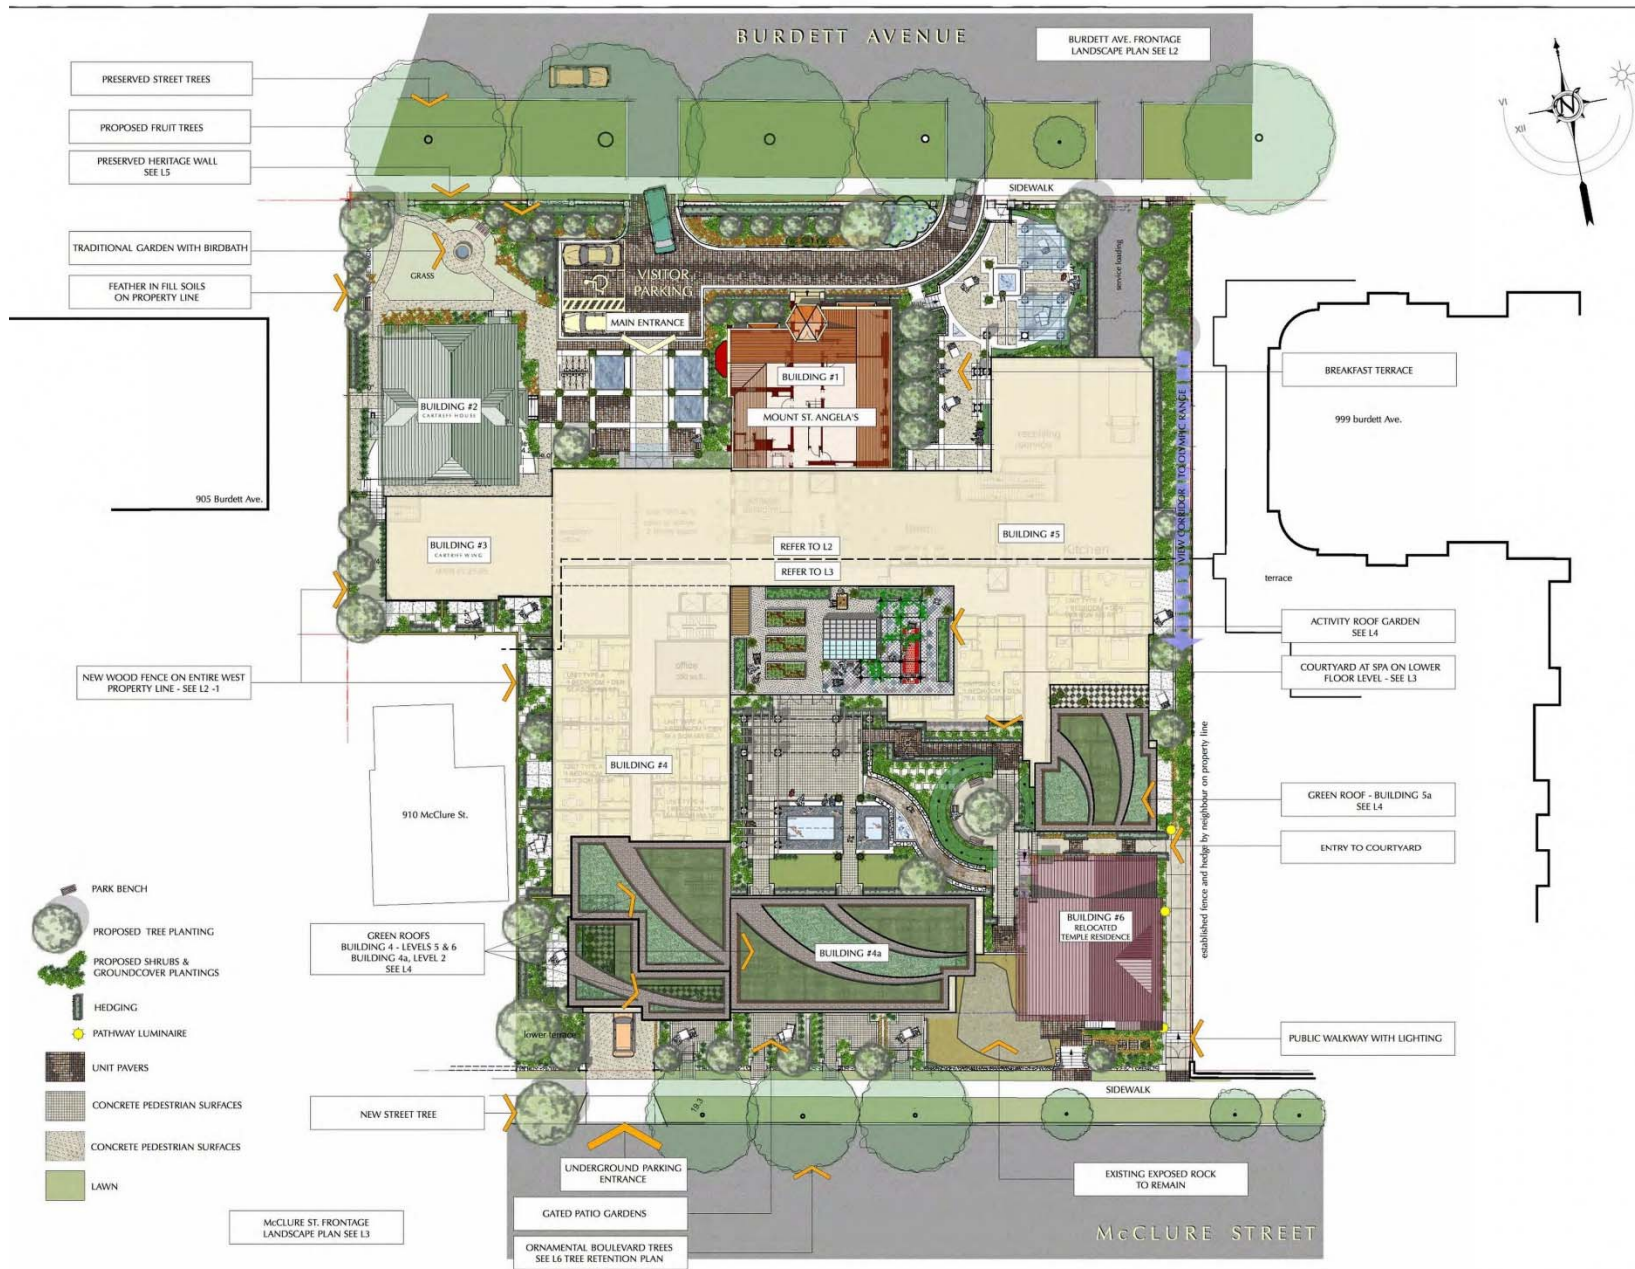 BURDETT AVENUE
BURDETT AVE. FRONTAGE
LANDSCAPE PLAN SEE L2
PRESERVED STREET TREES
PROPOSED FRUIT TREES
PRESERVED HERITAGE WALL
SEE L5
TRADITIONAL GARDEN WITH BIRDBATH
FEATHER IN FILL SOILS
ON PROPERTY LINE
N
VI
XII
SIDEWALK
GRASS
VISITOR
PARKING
MAIN ENTRANCE
service loading
BUILDING #1
MOUNT ST. ANGELA'S
BUILDING #2
CARTREFF HOUSE
BREAKFAST TERRACE
999 burdett Ave.
905 Burdett Ave.
VIEW CORRIDOR TO OLYMPIC RANGE
BUILDING #3
CARTREFF WING
REFER TO L2
REFER TO L3
BUILDING #5
Kitchen
terrace
ACTIVITY ROOF GARDEN
SEE L4
COURTYARD AT SPA ON LOWER
FLOOR LEVEL - SEE L3
NEW WOOD FENCE ON ENTIRE WEST
PROPERTY LINE - SEE L2 -1
office
BUILDING #4
910 McClure St.
established fence and hedge by neighbour on property line
GREEN ROOF - BUILDING 5a
SEE L4
ENTRY TO COURTYARD
PARK BENCH
PROPOSED TREE PLANTING
PROPOSED SHRUBS &
GROUNDCOVER PLANTINGS
HEDGING
PATHWAY LUMINAIRE
UNIT PAVERS
CONCRETE PEDESTRIAN SURFACES
CONCRETE PEDESTRIAN SURFACES
LAWN
GREEN ROOFS
BUILDING 4 - LEVELS 5 & 6
BUILDING 4a, LEVEL 2
SEE L4
BUILDING #4a
BUILDING #6
RELOCATED
TEMPLE RESIDENCE
lower terrace
PUBLIC WALKWAY WITH LIGHTING
SIDEWALK
NEW STREET TREE
19.3
UNDERGROUND PARKING
ENTRANCE
EXISTING EXPOSED ROCK
TO REMAIN
GATED PATIO GARDENS
McCLURE ST. FRONTAGE
LANDSCAPE PLAN SEE L3
ORNAMENTAL BOULEVARD TREES
SEE L6 TREE RETENTION PLAN
McCLURE STREET